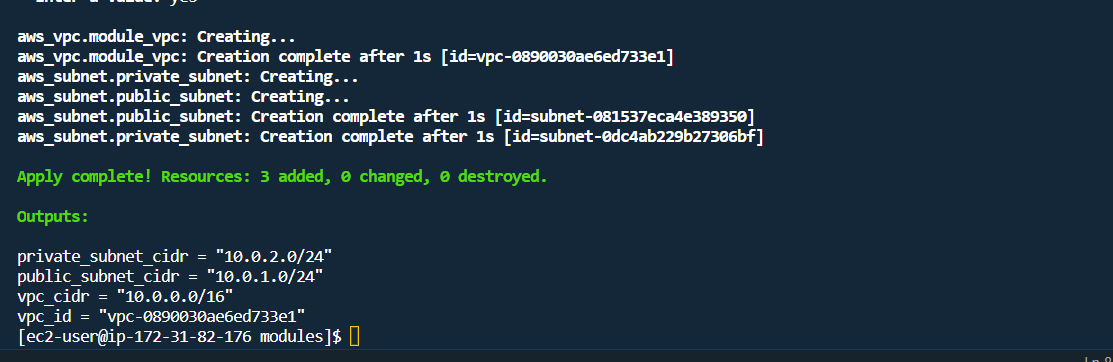 aws_vpc.module_vpc: Creating...
aws_vpc.module_vpc: Creation complete after 1s [id=vpc-0890030ae6ed733e1]
aws_subnet.private_subnet: Creating...
aws_subnet.public_subnet: Creating...
aws_subnet.public_subnet: Creation complete after 1s [id=subnet-081537eca4e389350]
aws_subnet.private_subnet: Creation complete after 1s [id=subnet-0dc4ab229b27306bf]
Apply complete! Resources: 3 added, 0 changed, 0 destroyed.
Outputs:
private_subnet_cidr = "10.0.2.0/24"
public_subnet_cidr = "10.0.1.0/24"
vpc_cidr = "10.0.0.0/16"
vpc_id = "vpc-0890030ae6ed733e1"
[ec2-user@ip-172-31-82-176 modules]$